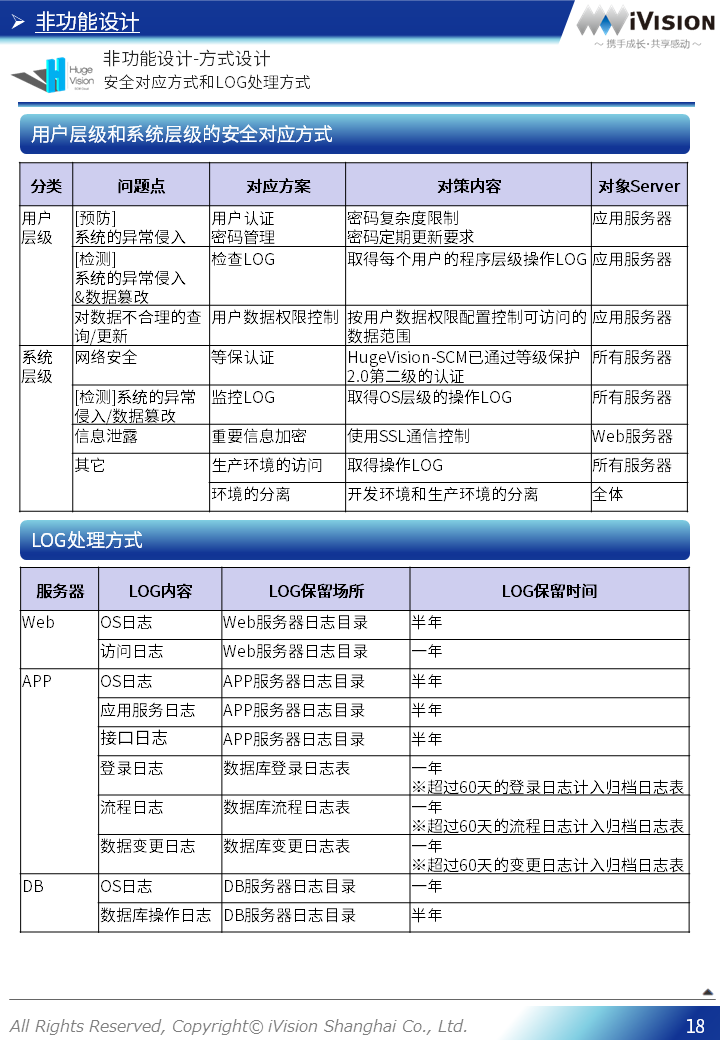 非功能设计
iVISION
～携手成长·共享感动～
Huge
Vision
非功能设计-方式设计
安全对应方式和LOG处理方式
用户层级和系统层级的安全对应方式
分类 问题点 对应方案 对策内容 对象Server
用户
层级
[预防]
系统的异常侵入
用户认证
密码管理
密码复杂度限制
密码定期更新要求
应用服务器
[检测]
系统的异常侵入
&数据篡改
检查LOG
取得每个用户的程序层级操作LOG
应用服务器
对数据不合理的查
询/更新
用户数据权限控制
按用户数据权限配置控制可访问的
数据范围
应用服务器
系统
层级
网络安全
等保认证
HugeVision-SCM已通过等级保护
2.0第二级的认证
所有服务器
[检测]系统的异常
侵入/数据篡改
监控LOG
取得OS层级的操作LOG
所有服务器
信息泄露
重要信息加密
使用SSL通信控制
Web服务器
其它
生产环境的访问
取得操作LOG
所有服务器
环境的分离
开发环境和生产环境的分离
全体
LOG处理方式
服务器 LOG内容 LOG保留场所 LOG保留时间
Web OS日志 Web服务器日志目录 半年
访问日志 Web服务器日志目录 一年
APP OS日志 APP服务器日志目录 半年
应用服务日志 APP服务器日志目录 半年
接口日志 APP服务器日志目录 半年
登录日志 数据库登录日志表 一年
※超过60天的登录日志计入归档日志表
流程日志 数据库流程日志表 一年
※超过60天的流程日志计入归档日志表
数据变更日志 数据库变更日志表 一年
※超过60天的变更日志计入归档日志表
DB OS日志 DB服务器日志目录 一年
数据库操作日志 DB服务器日志目录 半年
All Rights Reserved, Copyright© iVision Shanghai Co., Ltd.
18